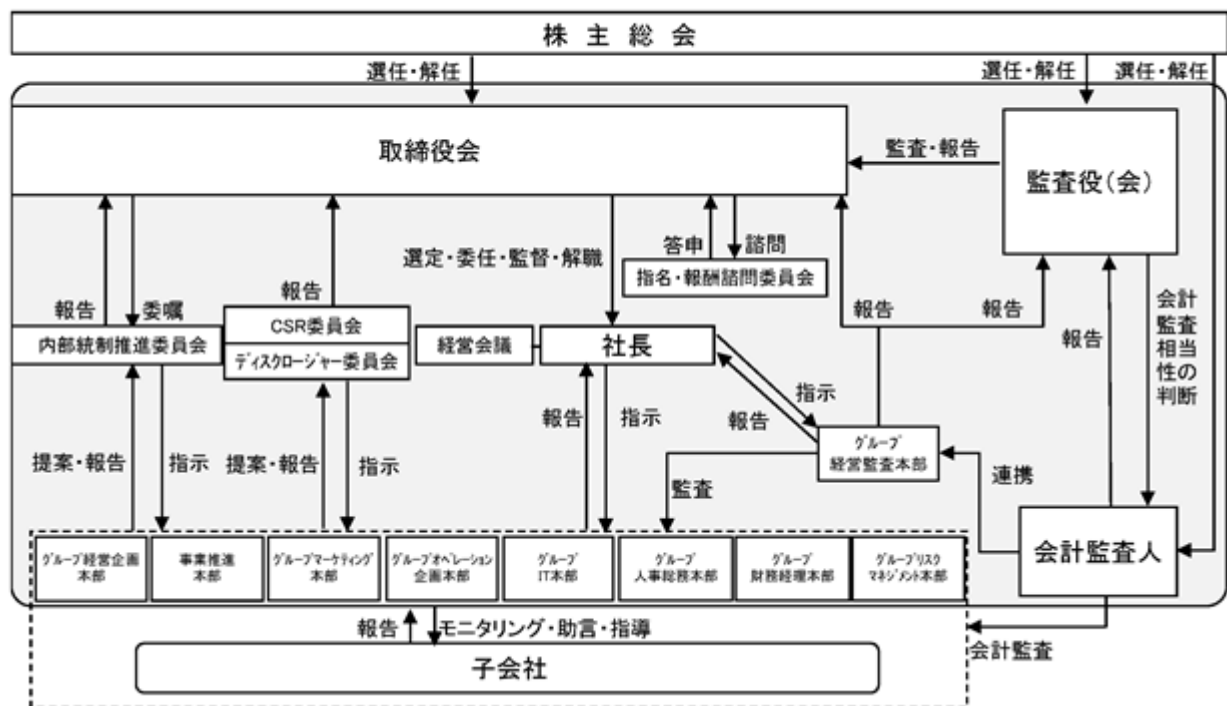 株主総会
選任・解任
選任・解任
選任・解任
取締役会
監査・報告
監査役(会)
報告
委嘱
報告
選定・委任・監督・解職
答申
諮問
指名・報酬諮問委員会
報告
報告
報告
会計
監査
相当
性の
判断
内部統制推進委員会
CSR委員会
ディスクロージャー委員会
経営会議
社長
提案・報告
指示
提案・報告
指示
報告
指示
報告
指示
グループ
経営監査本部
監査
連携
グループ経営企画
本部
事業推進
本部
グループマーケティング
本部
グループオペレーション
企画本部
グループ
IT本部
グループ
人事総務本部
グループ
財務経理本部
グループリスク
マネジメント本部
会計監査人
報告
モニタリング・助言・指導
会計監査
子会社